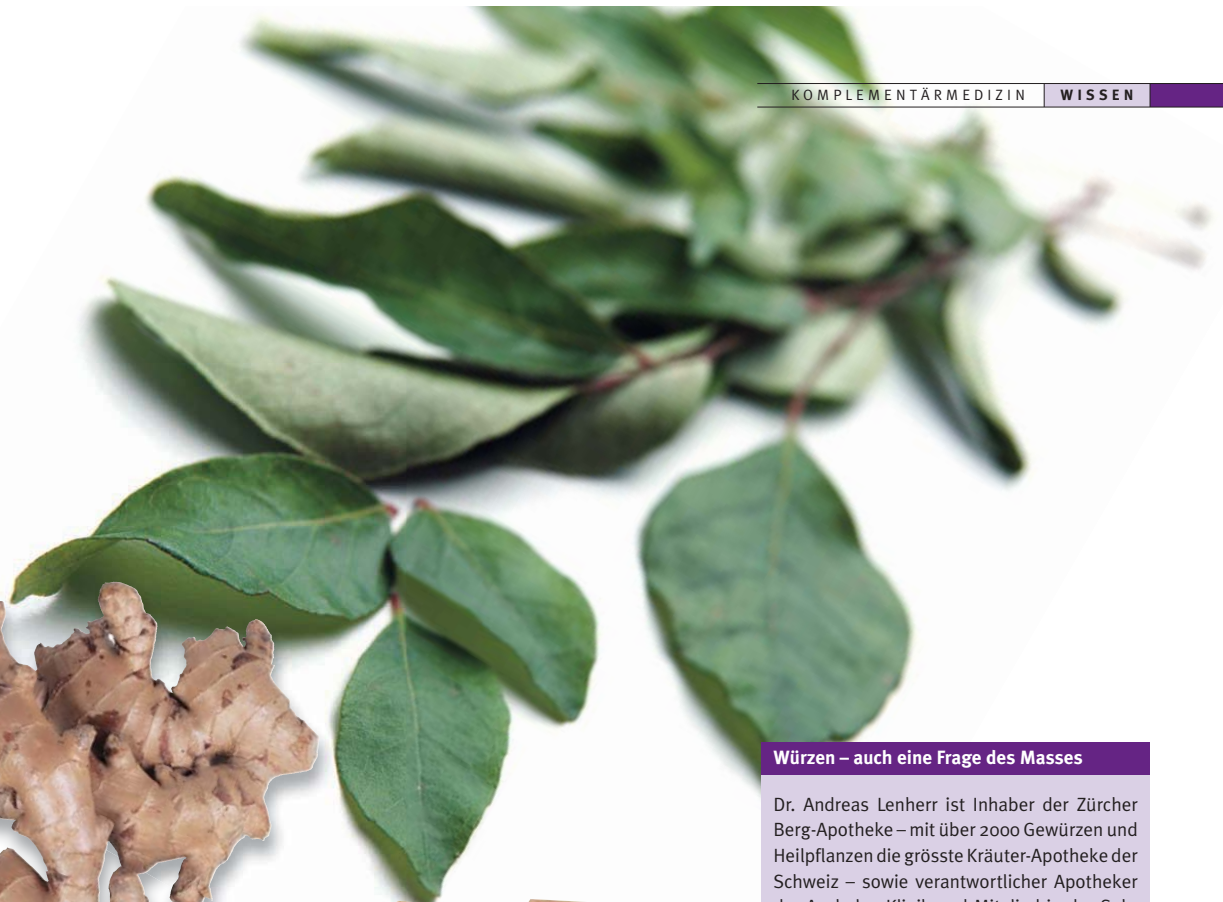 KOMPLEMENTÄRMEDIZIN WISSEN
Würzen – auch eine Frage des Masses
Dr. Andreas Lenherr ist Inhaber der Zürcher
Berg-Apotheke – mit über 2000 Gewürzen und
Heilpflanzen die grösste Kräuter-Apotheke der
Schweiz – sowie verantwortlicher Apotheker